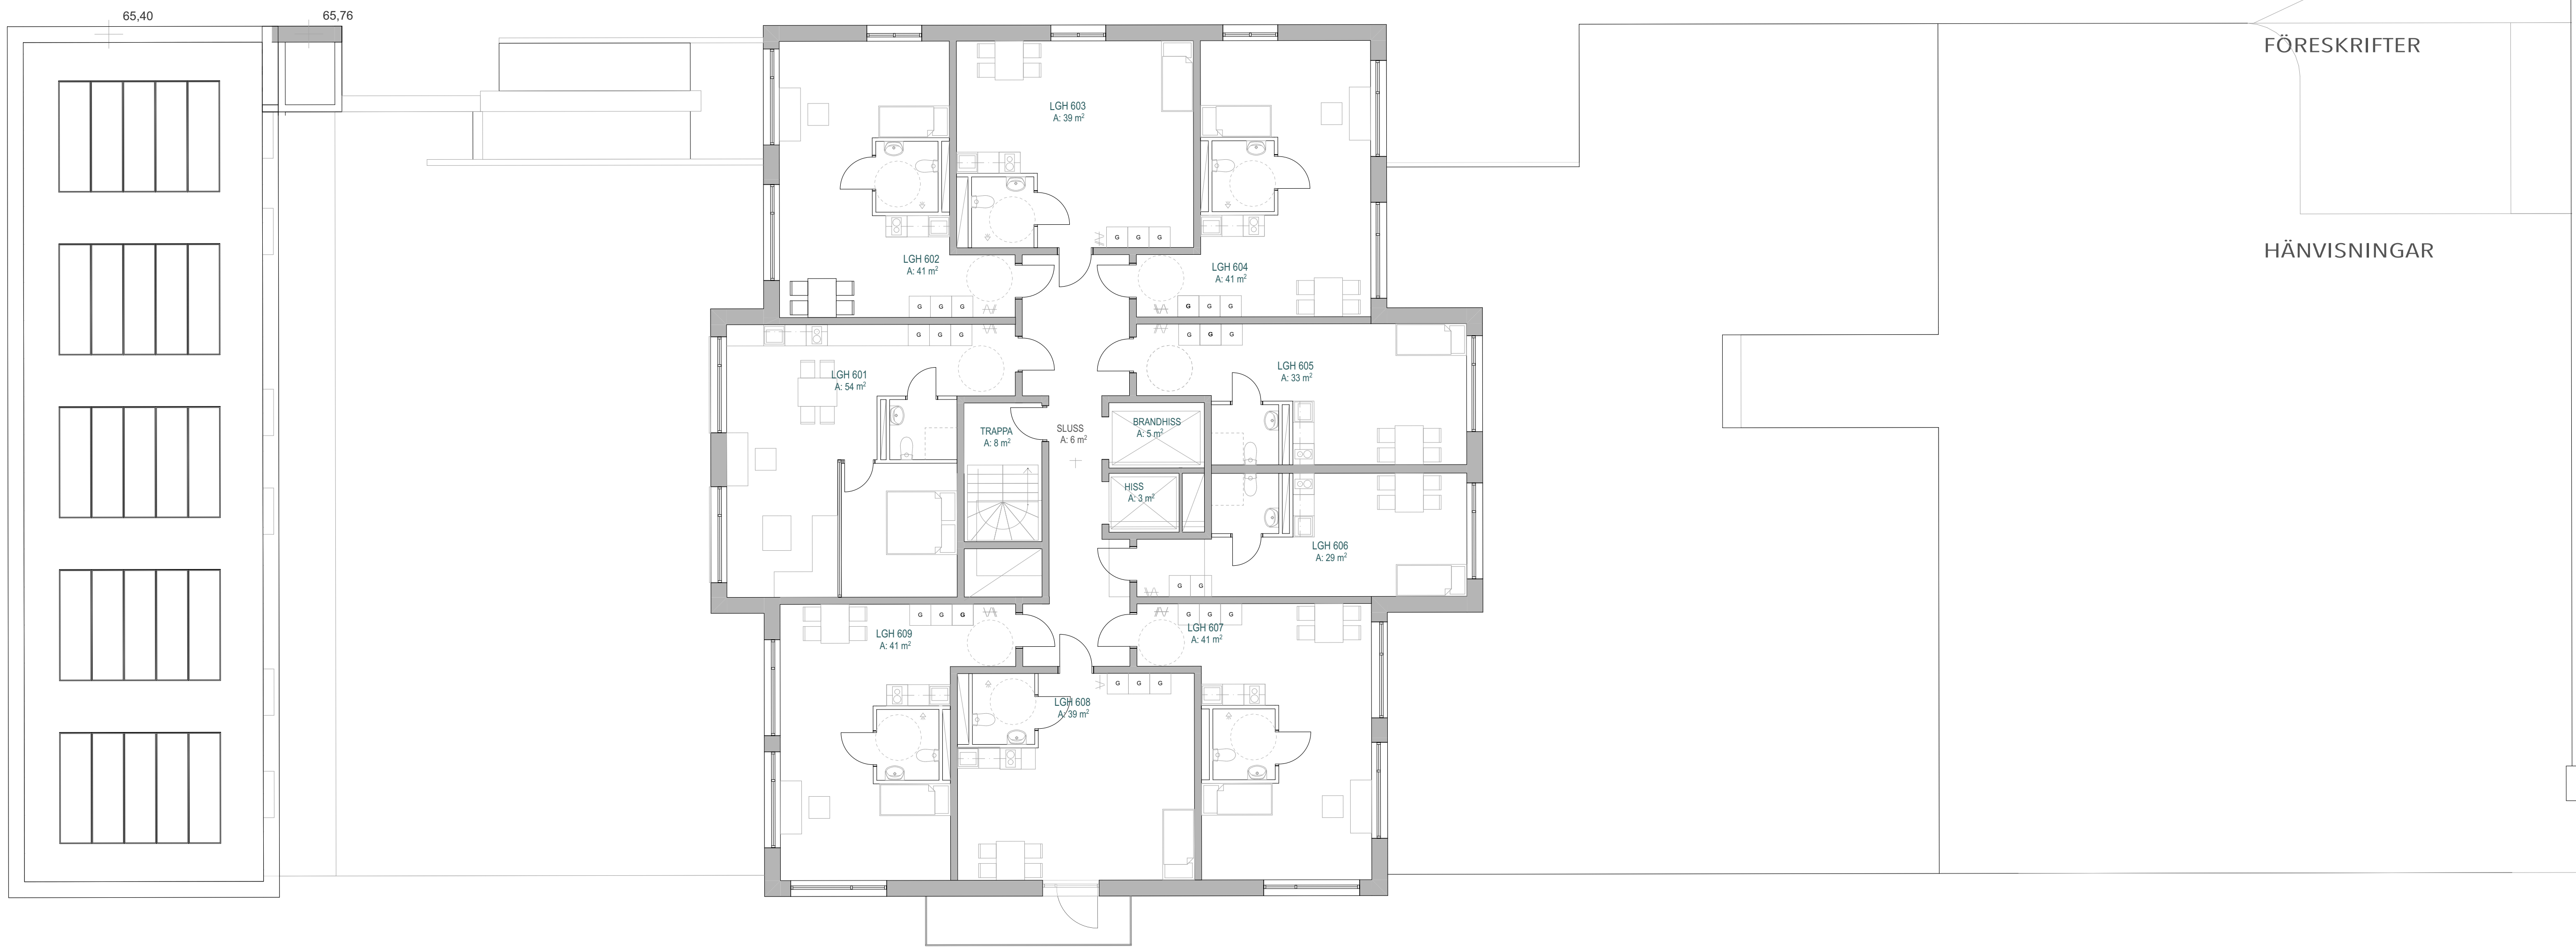 65,40
65,76
FÖRESKRIFTER
HÄNVISNINGAR
LGH 603
A: 39 m²
G G G
LGH 602
A: 41 m²
G G G
LGH 604
A: 41 m²
G G G
G G G
LGH 601
A: 54 m²
G G G
LGH 605
A: 33 m²
TRAPPA
A: 8 m²
SLUSS
A: 6 m²
BRANDHISS
A: 5 m²
HISS
A: 3 m²
LGH 606
A: 29 m²
G G
G G G
LGH 609
A: 41 m²
G G G
LGH 607
A: 41 m²
G G G
LGH 608
A: 39 m²